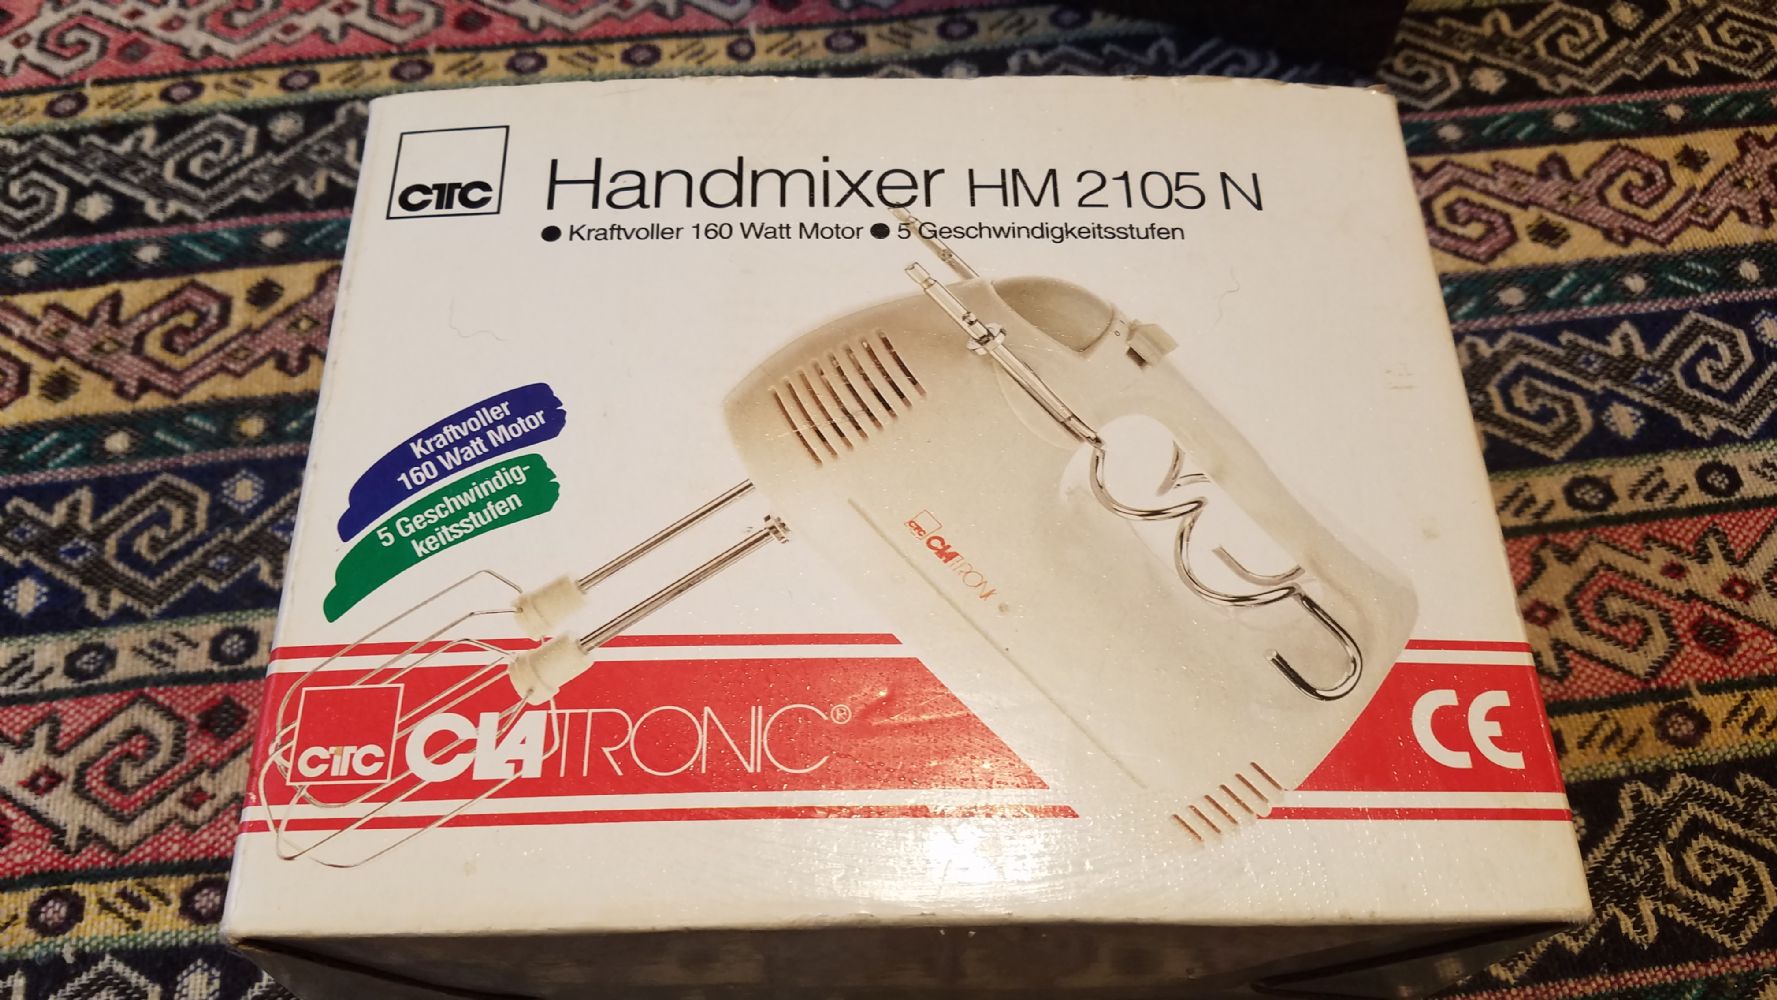 CTC
Handmixer HM 2105 N
● Kraftvoller 160 Watt Motor ● 5 Geschwindigkeitsstufen
Kraftvoller
160 Watt Motor
5 Geschwindig-
keitsstufen
CTC CLATRONIC®
CTC CLATRONIC®
CE